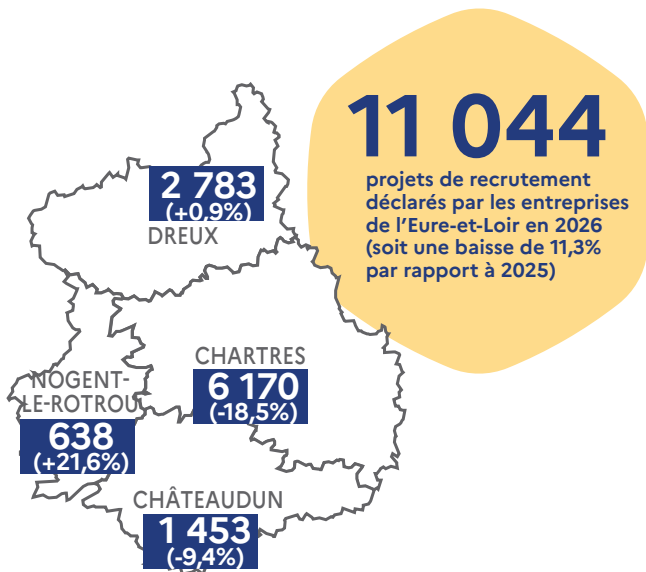 11 044
projets de recrutement
déclarés par les entreprises
de l'Eure-et-Loir en 2026
(soit une baisse de 11,3%
par rapport à 2025)
2 783
(+0,9%)
DREUX
CHARTRES
6 170
(-18,5%)
NOGENT-
LE-ROTROU
638
(+21,6%)
CHÂTEAUDUN
1 453
(-9,4%)